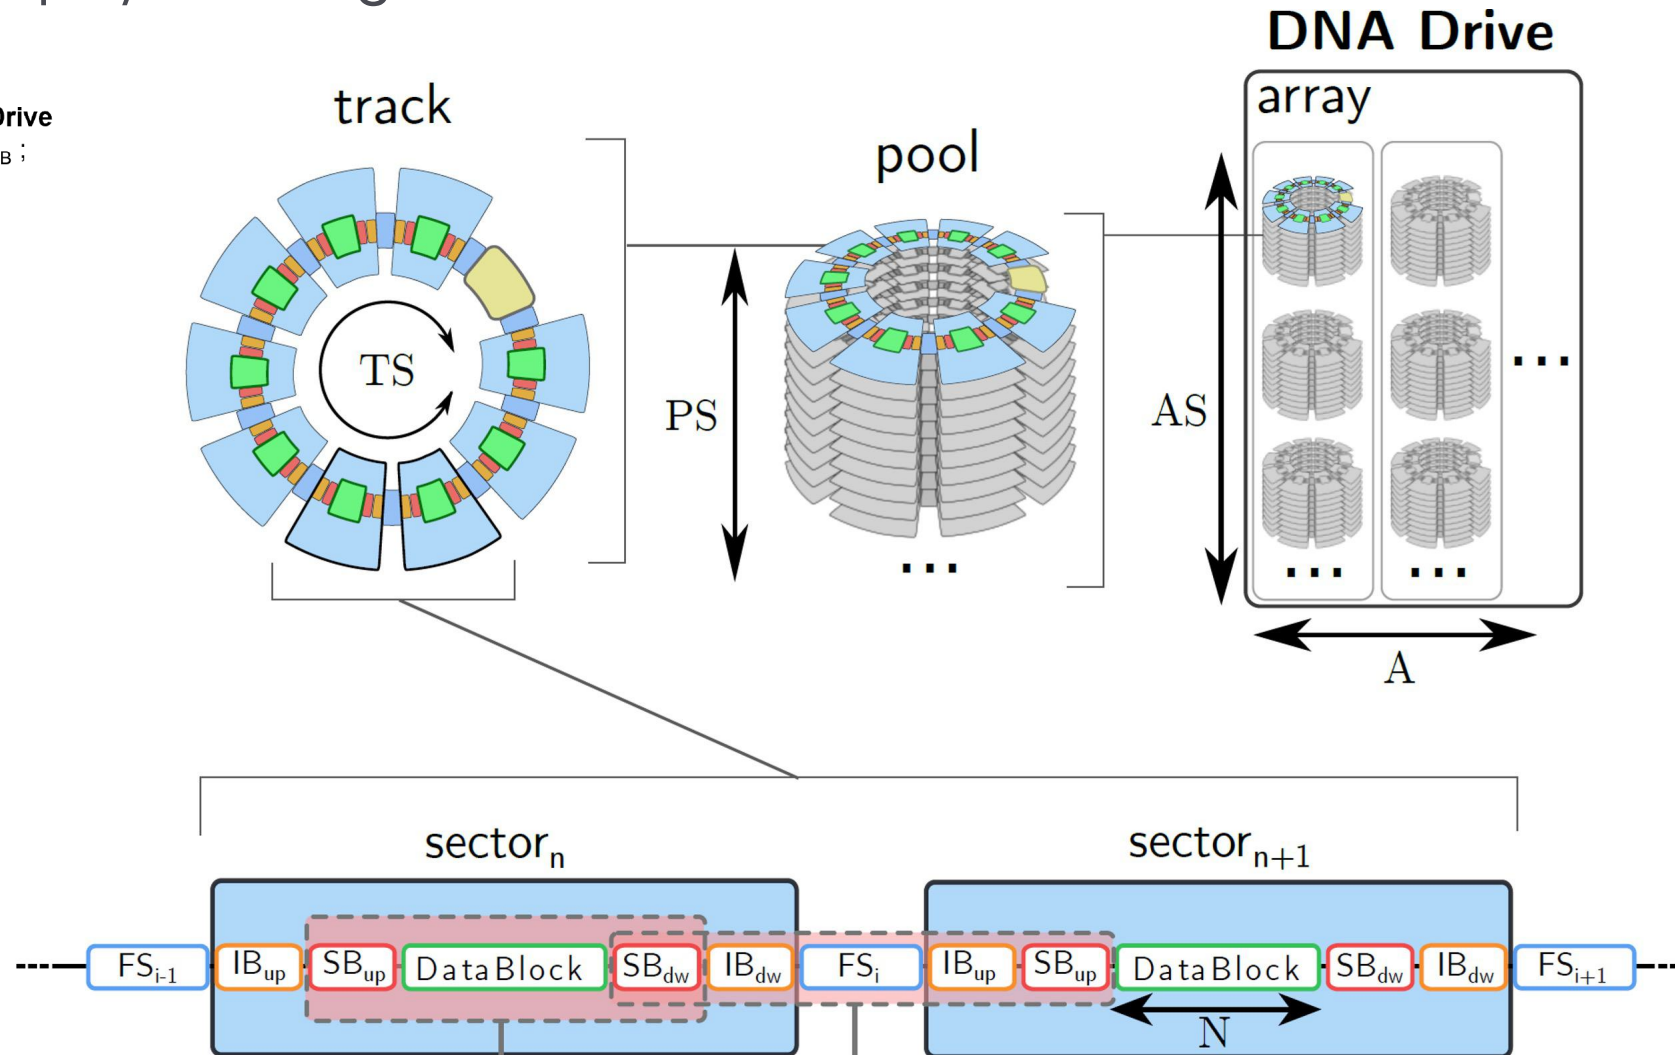 DNA Drive
array
track
Drive
B ;
pool
TS
PS
AS
...
...
... ...
A
sector_n
sector_n+1
FS_i-1 IB_up SB_up DataBlock SB_dw IB_dw FS_i IB_up SB_up DataBlock SB_dw IB_dw FS_i+1
N